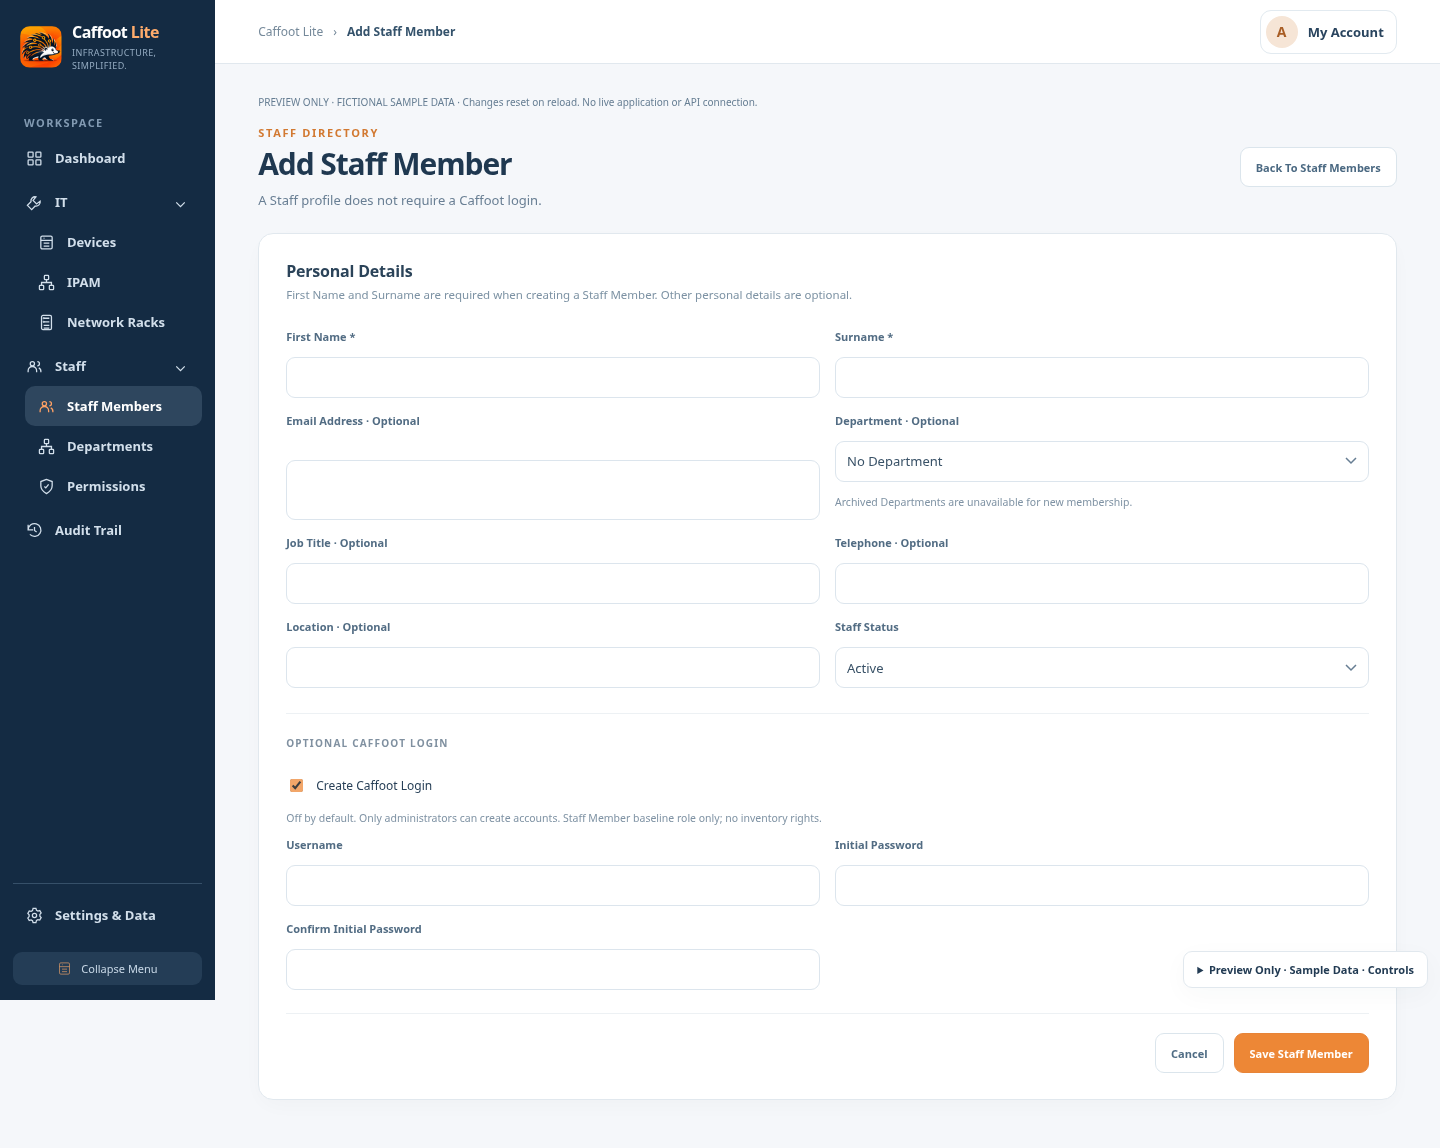 Caffoot Lite
INFRASTRUCTURE,
SIMPLIFIED.
WORKSPACE
Dashboard
IT
Devices
IPAM
Network Racks
Staff
Staff Members
Departments
Permissions
Audit Trail
Settings & Data
Collapse Menu
Caffoot Lite › Add Staff Member
A My Account
PREVIEW ONLY · FICTIONAL SAMPLE DATA · Changes reset on reload. No live application or API connection.
STAFF DIRECTORY
Add Staff Member
Back To Staff Members
A Staff profile does not require a Caffoot login.
Personal Details
First Name and Surname are required when creating a Staff Member. Other personal details are optional.
First Name *
Surname *
Email Address · Optional
Department · Optional
No Department
Archived Departments are unavailable for new membership.
Job Title · Optional
Telephone · Optional
Location · Optional
Staff Status
Active
OPTIONAL CAFFOOT LOGIN
Create Caffoot Login
Off by default. Only administrators can create accounts. Staff Member baseline role only; no inventory rights.
Username
Initial Password
Confirm Initial Password
Preview Only · Sample Data · Controls
Cancel
Save Staff Member